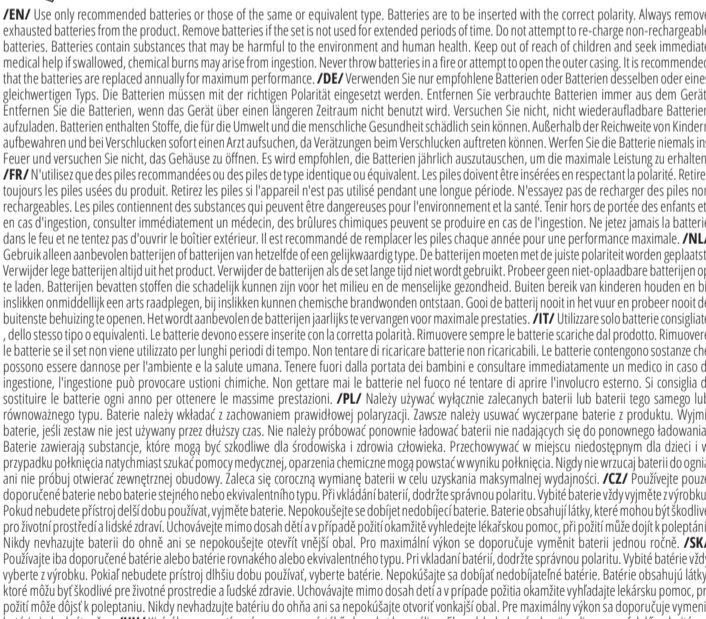 /EN/ Use only recommended batteries or those of the same or equivalent type. Batteries are to be inserted with the correct polarity. Always remove
exhausted batteries from the product. Remove batteries if the set is not used for extended periods of time. Do not attempt to re-charge non-rechargeable
batteries. Batteries contain substances that may be harmful to the environment and human health. Keep out of reach of children and seek immediate
medical help if swallowed, chemical burns may arise from ingestion. Never throw batteries in a fire or attempt to open the outer casing. It is recommended
that the batteries are replaced annually for maximum performance. /DE/ Verwenden Sie nur empfohlene Batterien oder Batterien desselben oder eines
gleichwertigen Typs. Die Batterien müssen mit der richtigen Polarität eingesetzt werden. Entfernen Sie verbrauchte Batterien immer aus dem Gerät.
Entfernen Sie die Batterien, wenn das Gerät über einen längeren Zeitraum nicht benutzt wird. Versuchen Sie nicht, nicht wiederaufladbare Batterien
aufzuladen. Batterien enthalten Stoffe, die für die Umwelt und die menschliche Gesundheit schädlich sein können. Außerhalb der Reichweite von Kindern
aufbewahren und bei Verschlucken sofort einen Arzt aufsuchen, da Verätzungen beim Verschlucken auftreten können. Werfen Sie die Batterie niemals ins
Feuer und versuchen Sie nicht, das Gehäuse zu öffnen. Es wird empfohlen, die Batterien jährlich auszutauschen, um die maximale Leistung zu erhalten.
/FR/ N'utilisez que des piles recommandées ou des piles de type identique ou équivalent. Les piles doivent être insérées en respectant la polarité. Retirez
toujours les piles usées du produit. Retirez les piles si l'appareil n'est pas utilisé pendant une longue période. N'essayez pas de recharger des piles non
rechargeables. Les piles contiennent des substances qui peuvent être dangereuses pour l'environnement et la santé. Tenir hors de portée des enfants et,
en cas d'ingestion, consulter immédiatement un médecin, des brûlures chimiques peuvent se produire en cas de l'ingestion. Ne jetez jamais la batterie
dans le feu et ne tentez pas d'ouvrir le boîtier extérieur. Il est recommandé de remplacer les piles chaque année pour une performance maximale. /NL/
Gebruik alleen aanbevolen batterijen of batterijen van hetzelfde of een gelijkwaardig type. De batterijen moeten met de juiste polariteit worden geplaatst.
Verwijder lege batterijen altijd uit het product. Verwijder de batterijen als de set lange tijd niet wordt gebruikt. Probeer geen niet-oplaadbare batterijen op
te laden. Batterijen bevatten stoffen die schadelijk kunnen zijn voor het milieu en de menselijke gezondheid. Buiten bereik van kinderen houden en bij
inslikken onmiddellijk een arts raadplegen, bij inslikken kunnen chemische brandwonden ontstaan. Gooi de batterij nooit in het vuur en probeer nooit de
buitenste behuizing te openen. Het wordt aanbevolen de batterijen jaarlijks te vervangen voor maximale prestaties. /IT/ Utilizzare solo batterie consigliate
, dello stesso tipo o equivalenti. Le batterie devono essere inserite con la corretta polarità. Rimuovere sempre le batterie scariche dal prodotto. Rimuovere
le batterie se il set non viene utilizzato per lunghi periodi di tempo. Non tentare di ricaricare batterie non ricaricabili. Le batterie contengono sostanze che
possono essere dannose per l'ambiente e la salute umana. Tenere fuori dalla portata dei bambini e consultare immediatamente un medico in caso di
ingestione, l'ingestione può provocare ustioni chimiche. Non gettare mai le batterie nel fuoco né tentare di aprire l'involucro esterno. Si consiglia di
sostituire le batterie ogni anno per ottenere le massime prestazioni. /PL/ Należy używać wyłącznie zalecanych baterii lub baterii tego samego lub
równoważnego typu. Baterie należy wkładać z zachowaniem prawidłowej polaryzacji. Zawsze należy usuwać wyczerpane baterie z produktu. Wyjmij
baterie, jeśli zestaw nie jest używany przez dłuższy czas. Nie należy próbować ponownie ładować baterii nie nadających się do ponownego ładowania.
Baterie zawierają substancje, które mogą być szkodliwe dla środowiska i zdrowia człowieka. Przechowywać w miejscu niedostępnym dla dzieci i w
przypadku połknięcia natychmiast szukać pomocy medycznej, oparzenia chemiczne mogą powstać w wyniku połknięcia. Nigdy nie wrzucaj baterii do ognia
ani nie próbuj otwierać zewnętrznej obudowy. Zaleca się coroczną wymianę baterii w celu uzyskania maksymalnej wydajności. /CZ/ Používejte pouze
doporučené baterie nebo baterie stejného nebo ekvivalentního typu. Při vkládání baterií, dodržte správnou polaritu. Vybité baterie vždy vyjměte z výrobku.
Pokud nebudete přístroj delší dobu používat, vyjměte baterie. Nepokoušejte se dobíjet nedobíjecí baterie. Baterie obsahují látky, které mohou být škodlivé
pro životní prostředí a lidské zdraví. Uchovávejte mimo dosah dětí a v případě požití okamžitě vyhledejte lékařskou pomoc, při požití může dojít k poleptání.
Nikdy nevhazujte baterii do ohně ani se nepokoušejte otevřít vnější obal. Pro maximální výkon se doporučuje vyměnit baterii jednou ročně. /SK/
Používajte iba doporučené batérie alebo batérie rovnakého alebo ekvivalentného typu. Pri vkladaní batérií, dodržte správnou polaritu. Vybité batérie vždy
vyberte z výrobku. Pokiaľ nebudete prístroj dlhšiu dobu používať, vyberte batérie. Nepokúšajte sa dobíjať nedobíjateľné batérie. Batérie obsahujú látky,
ktoré môžu byť škodlivé pre životné prostredie a ľudské zdravie. Uchovávajte mimo dosah detí a v prípade požitia okamžite vyhľadajte lekársku pomoc, pri
požití môže dôjsť k poleptaniu. Nikdy nevhadzujte batériu do ohňa ani sa nepokúšajte otvoriť vonkajší obal. Pre maximálny výkon sa doporučuje vymeniť